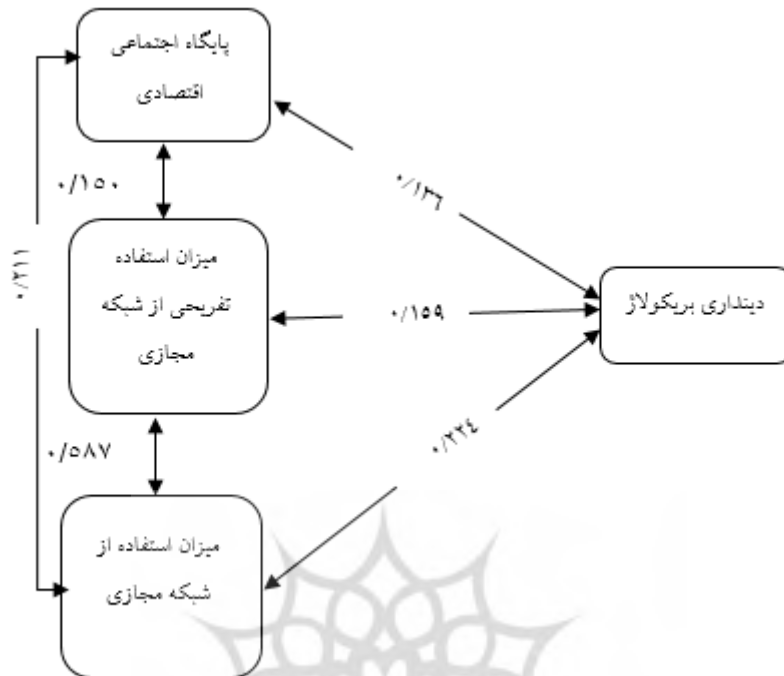 پایگاه اجتماعی
اقتصادی
۰/۱۵۰
۰/۱۳۶
۰/۲۱۱
میزان استفاده
تفریحی از شبکه
مجازی
۰/۱۵۹
دینداری بریکولاژ
۰/۲۲٤
۰/۵۸۷
میزان استفاده از
شبکه مجازی